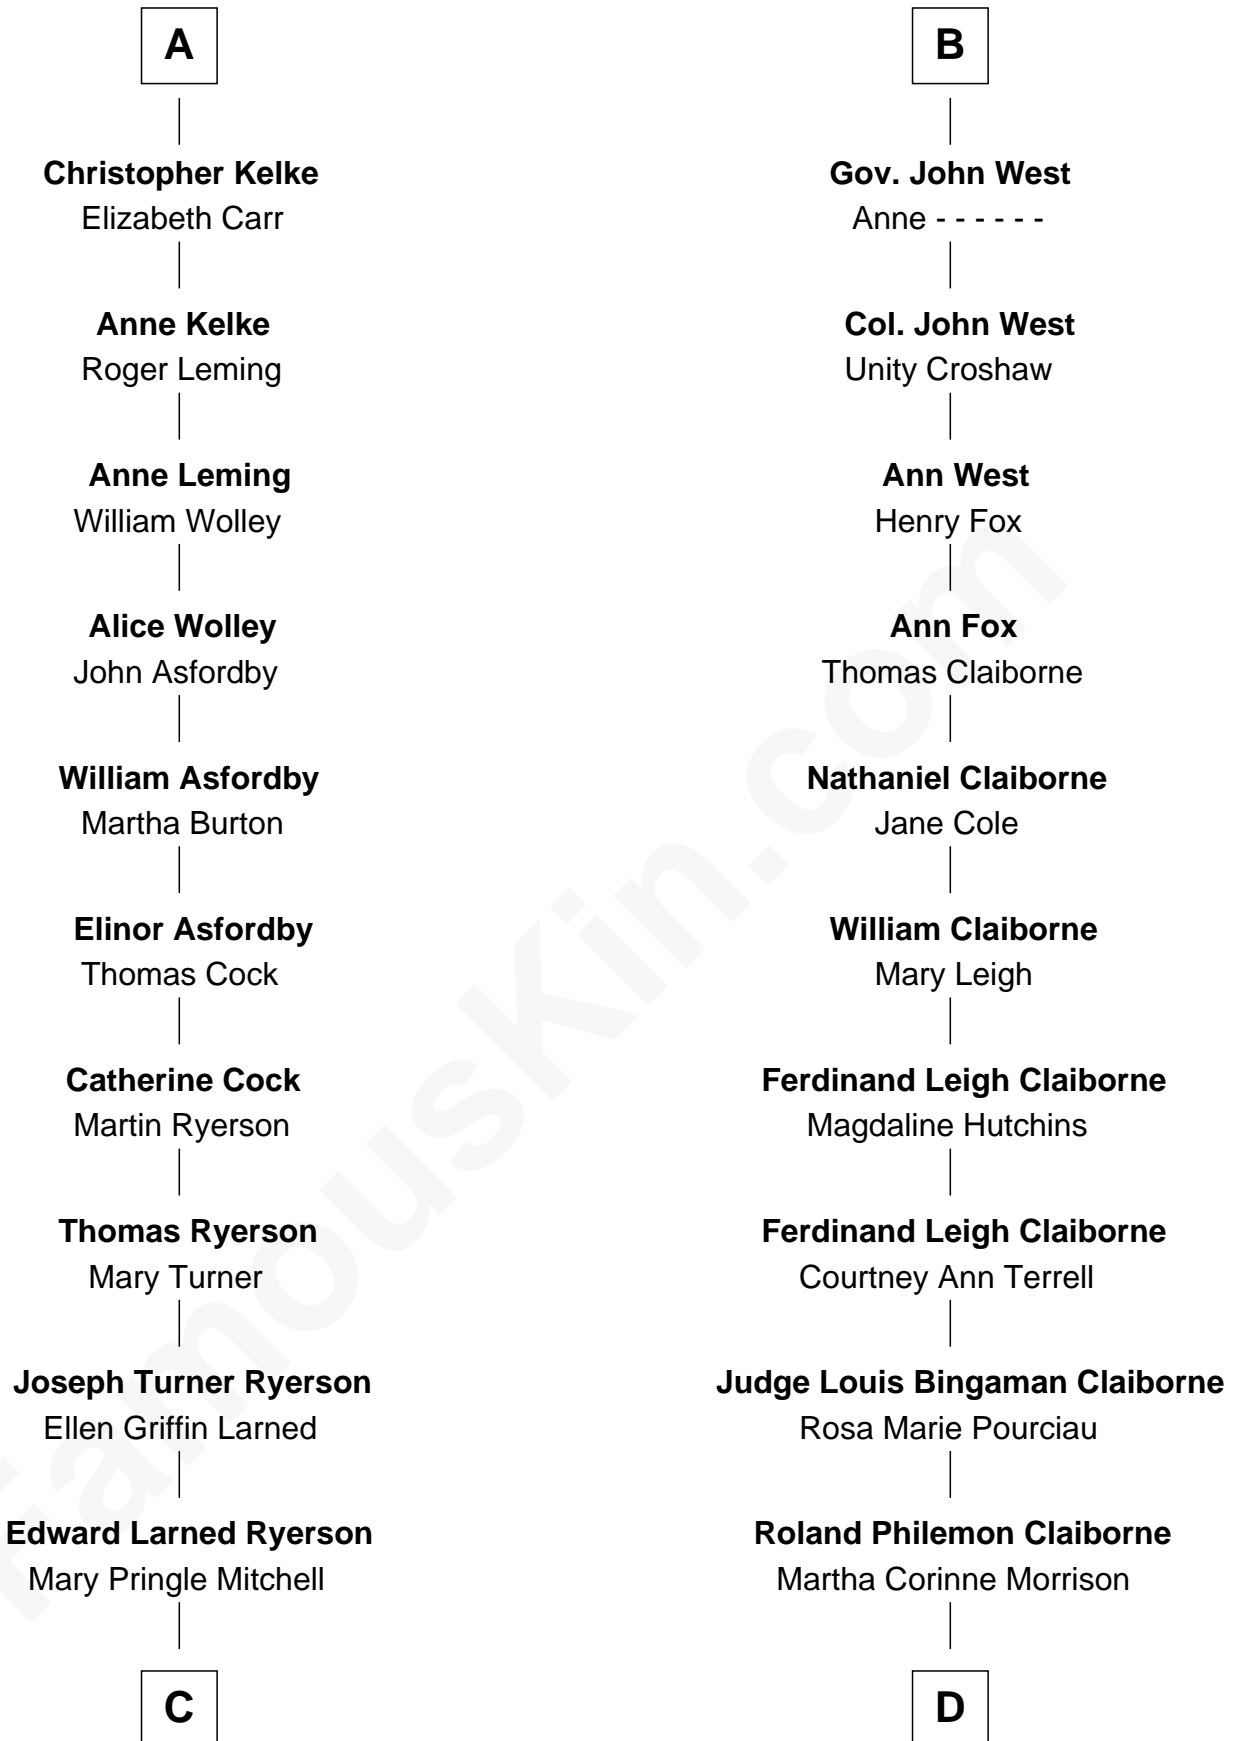 A
Christopher Kelke
Elizabeth Carr
Anne Kelke
Roger Leming
Anne Leming
William Wolley
Alice Wolley
John Asfordby
William Asfordby
Martha Burton
Elinor Asfordby
Thomas Cock
Catherine Cock
Martin Ryerson
Thomas Ryerson
Mary Turner
Joseph Turner Ryerson
Ellen Griffin Larned
Edward Larned Ryerson
Mary Pringle Mitchell
C
B
Gov. John West
Anne - - - - - -
Col. John West
Unity Croshaw
Ann West
Henry Fox
Ann Fox
Thomas Claiborne
Nathaniel Claiborne
Jane Cole
William Claiborne
Mary Leigh
Ferdinand Leigh Claiborne
Magdaline Hutchins
Ferdinand Leigh Claiborne
Courtney Ann Terrell
Judge Louis Bingaman Claiborne
Rosa Marie Pourciau
Roland Philemon Claiborne
Martha Corinne Morrison
D
FamousKin.com